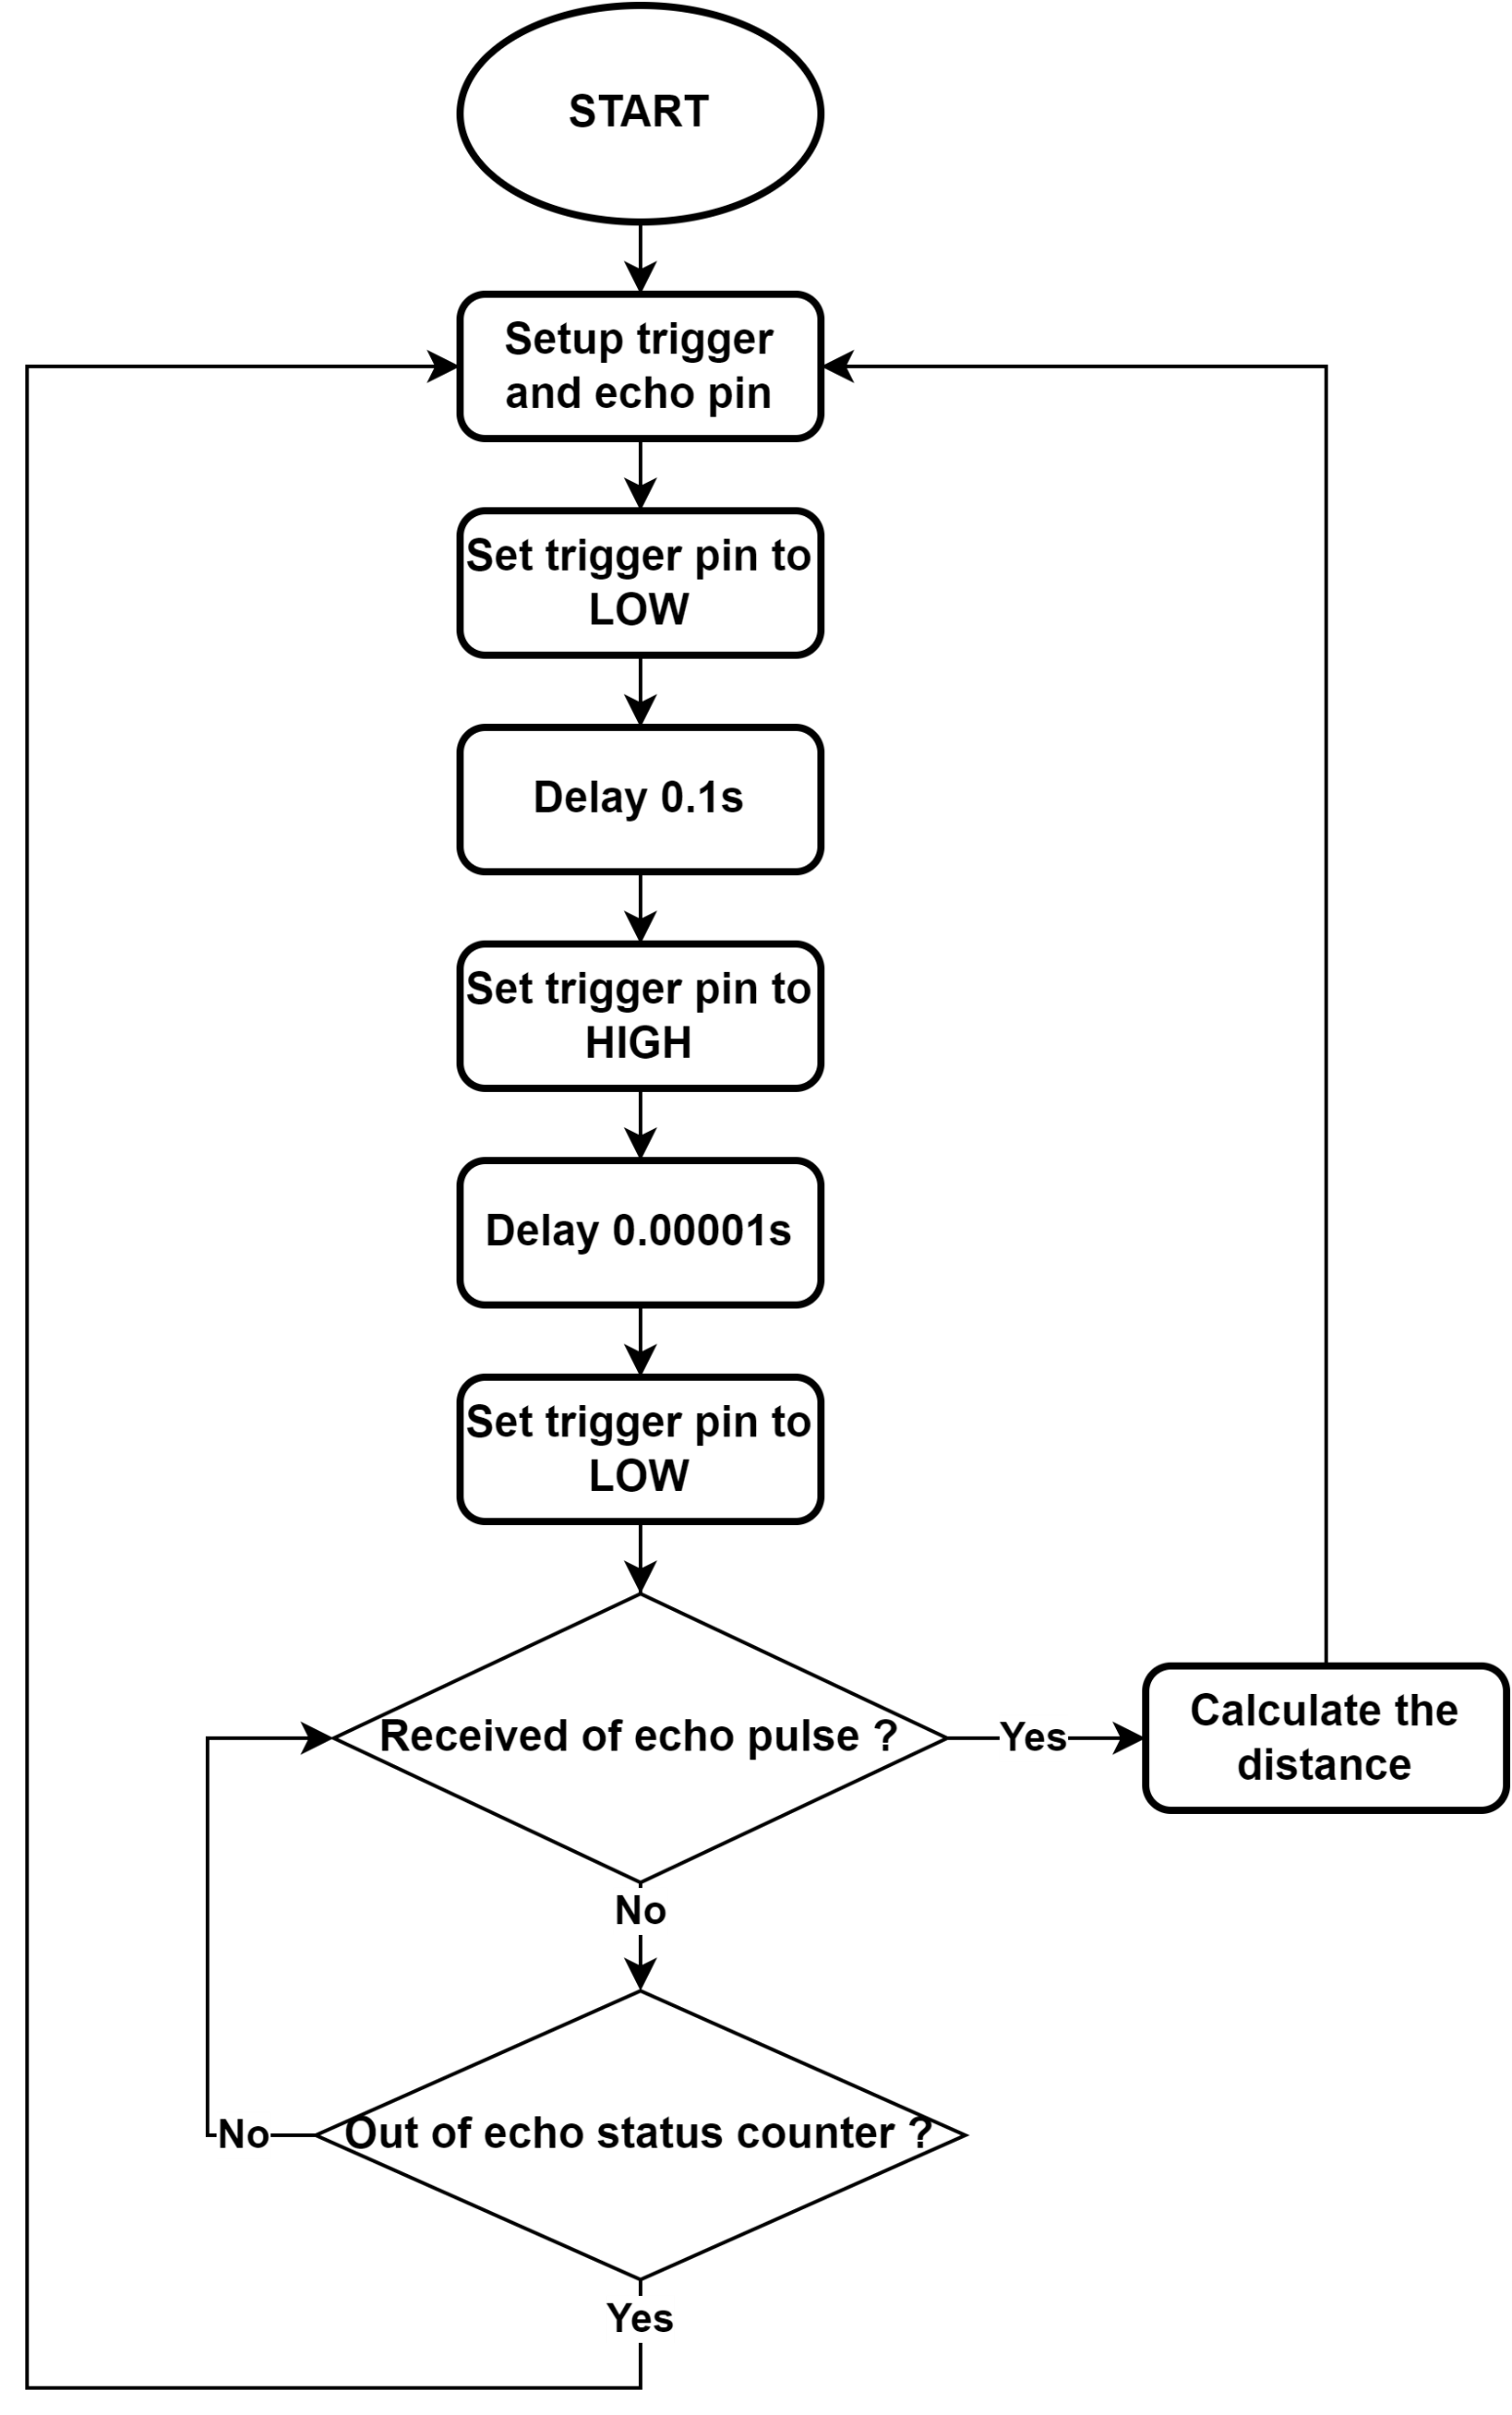 START
Setup trigger
and echo pin
Set trigger pin to
LOW
Delay 0.1s
Set trigger pin to
HIGH
Delay 0.00001s
Set trigger pin to
LOW
Received of echo pulse ?
Yes
Calculate the
distance
No
Out of echo status counter ?
No
Yes